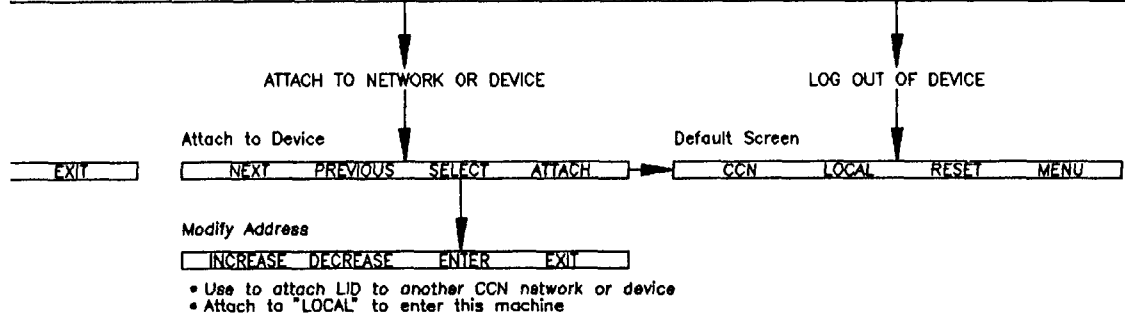 ATTACH TO NETWORK OR DEVICE
LOG OUT OF DEVICE
Attach to Device
Default Screen
EXIT
NEXT PREVIOUS SELECT ATTACH
CCN LOCAL RESET MENU
Modify Address
INCREASE DECREASE ENTER EXIT
• Use to attach LID to another CCN network or device
• Attach to "LOCAL" to enter this machine